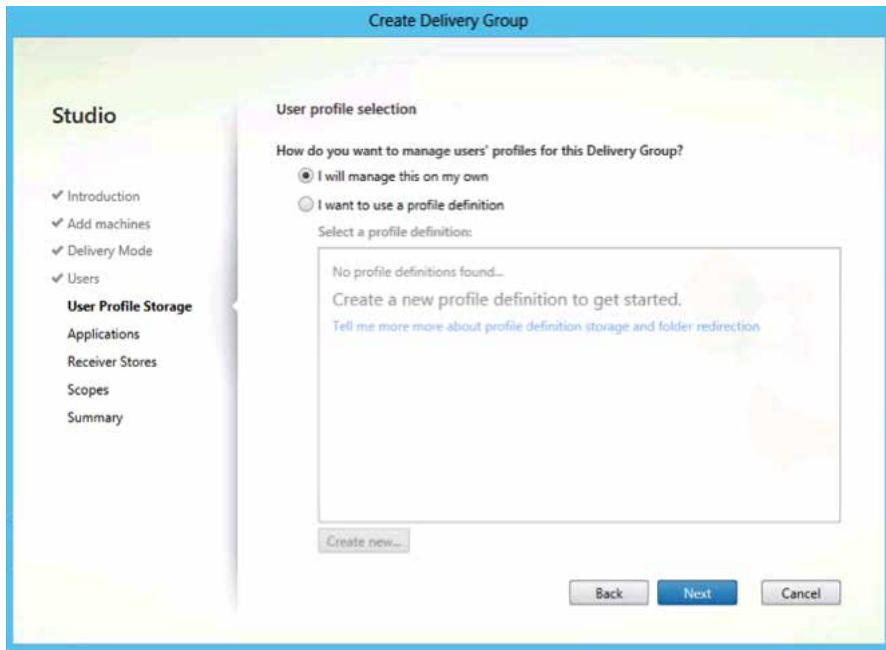 Create Delivery Group
Studio
Introduction
Add machines
Delivery Mode
Users
User Profile Storage
Applications
Receiver Stores
Scopes
Summary
User profile selection
How do you want to manage users' profiles for this Delivery Group?
I will manage this on my own
I want to use a profile definition
Select a profile definition:
No profile definitions found...
Create a new profile definition to get started.
Tell me more more about profile definition storage and folder redirection
Create new...
Back Next Cancel